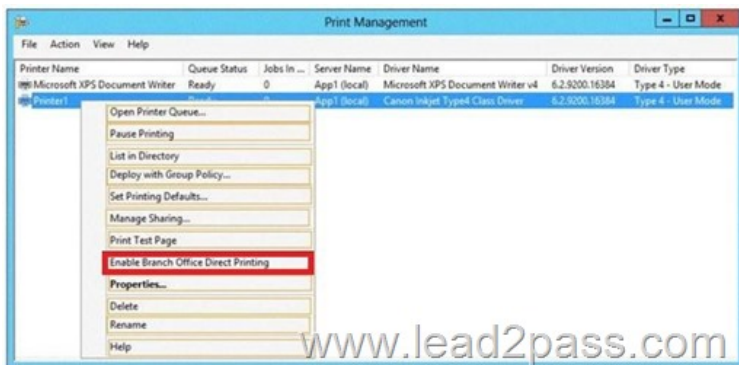 Print Management
File Action View Help
Printer Name Queue Status Jobs In ... Server Name Driver Name Driver Version Driver Type
Microsoft XPS Document Writer Ready 0 App1 (local) Microsoft XPS Document Writer v4 6.2.9200.16384 Type 4 - User Mode
Printer1 Ready 0 App1 (local) Canon Inkjet Type4 Class Driver 6.2.9200.16384 Type 4 - User Mode
Open Printer Queue...
Pause Printing
List in Directory
Deploy with Group Policy...
Set Printing Defaults...
Manage Sharing...
Print Test Page
Enable Branch Office Direct Printing
Properties...
Delete
Rename
Help
www.lead2pass.com